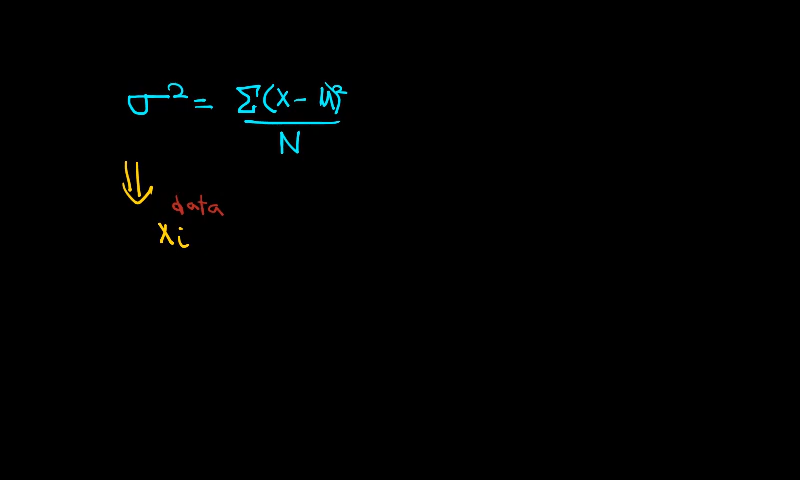 σ² = Σ(x - μ)²
N
⇓
data
xi